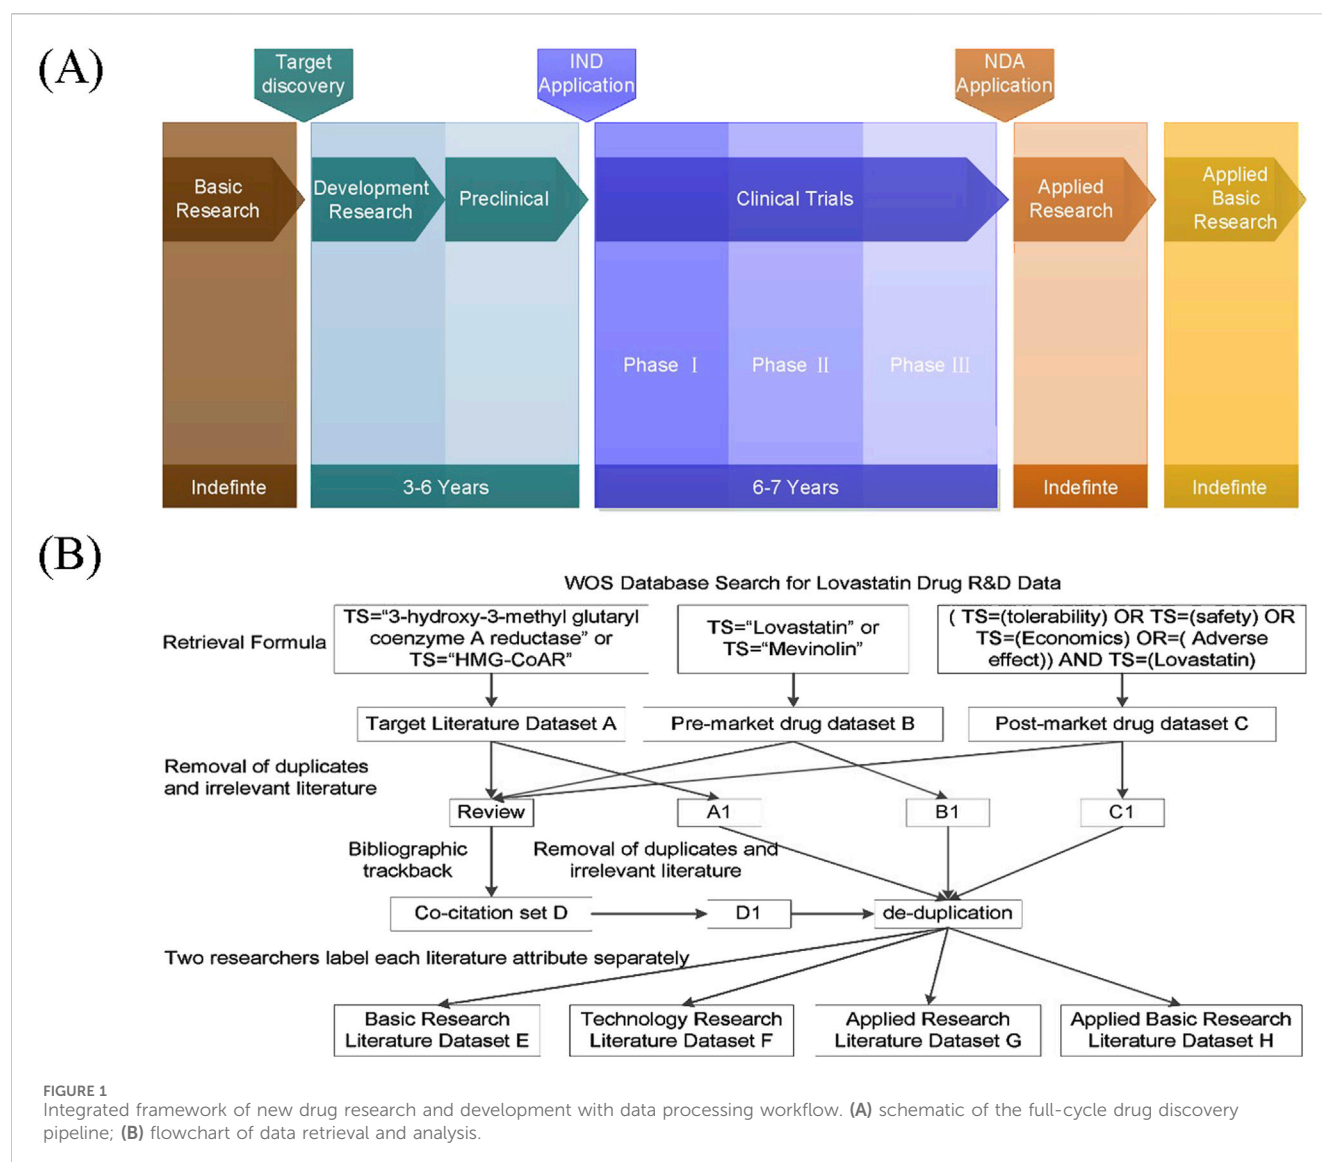 (A)
Target
discovery
IND
Application
NDA
Application
Basic
Research
Development
Research
Preclinical
Clinical Trials
Applied
Research
Applied
Basic
Research
Phase Ⅰ
Phase Ⅱ
Phase Ⅲ
Indefinte
3-6 Years
6-7 Years
Indefinte
Indefinte
(B)
WOS Database Search for Lovastatin Drug R&D Data
Retrieval Formula
TS=“3-hydroxy-3-methyl glutaryl
coenzyme A reductase” or
TS=“HMG-CoAR”
TS=“Lovastatin” or
TS=“Mevinolin”
( TS=(tolerability) OR TS=(safety) OR
TS=(Economics) OR=( Adverse
effect)) AND TS=(Lovastatin)
Target Literature Dataset A
Pre-market drug dataset B
Post-market drug dataset C
Removal of duplicates
and irrelevant literature
Review
A1
B1
C1
Bibliographic
trackback
Removal of duplicates and
irrelevant literature
Co-citation set D
D1
de-duplication
Two researchers label each literature attribute separately
Basic Research
Literature Dataset E
Technology Research
Literature Dataset F
Applied Research
Literature Dataset G
Applied Basic Research
Literature Dataset H
FIGURE 1
Integrated framework of new drug research and development with data processing workflow. (A) schematic of the full-cycle drug discovery
pipeline; (B) flowchart of data retrieval and analysis.